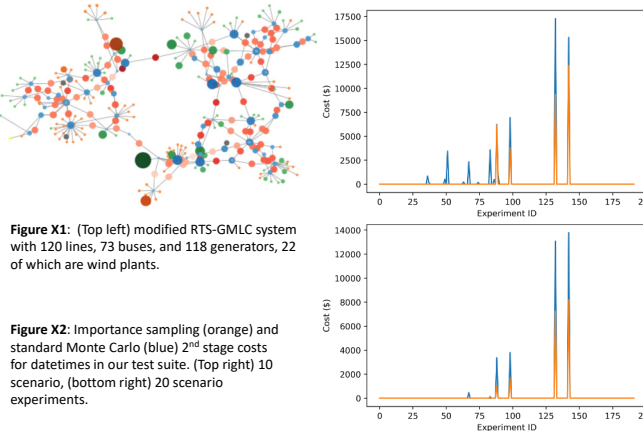 17500
15000
12500
10000
7500
5000
2500
0
Cost ($)
0 25 50 75 100 125 150 175
Experiment ID
Figure X1: (Top left) modified RTS-GMLC system
with 120 lines, 73 buses, and 118 generators, 22
of which are wind plants.
14000
12000
10000
8000
6000
4000
2000
0
Cost ($)
0 25 50 75 100 125 150 175
Experiment ID
Figure X2: Importance sampling (orange) and
standard Monte Carlo (blue) 2nd stage costs
for datetimes in our test suite. (Top right) 10
scenario, (bottom right) 20 scenario
experiments.